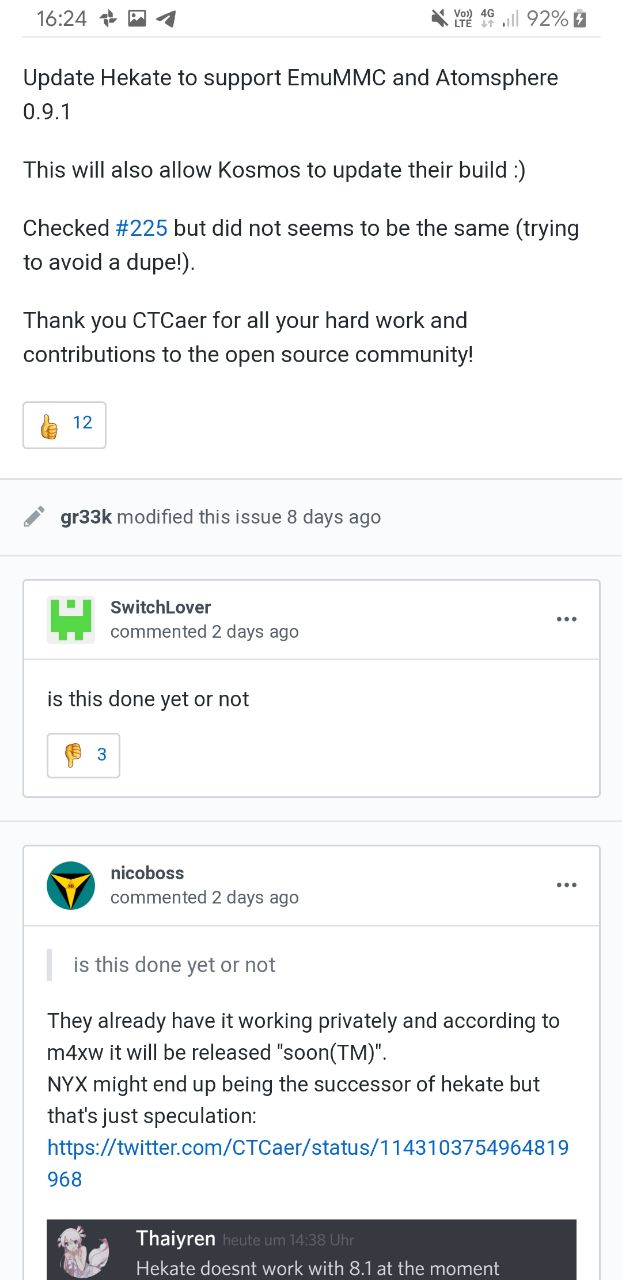 16:24 Vo)) LTE 4G 92%
Update Hekate to support EmuMMC and Atomsphere
0.9.1
This will also allow Kosmos to update their build :)
Checked #225 but did not seems to be the same (trying
to avoid a dupe!).
Thank you CTCaer for all your hard work and
contributions to the open source community!
12
gr33k modified this issue 8 days ago
SwitchLover
commented 2 days ago
is this done yet or not
3
nicoboss
commented 2 days ago
is this done yet or not
They already have it working privately and according to
m4xw it will be released "soon(TM)".
NYX might end up being the successor of hekate but
that's just speculation:
https://twitter.com/CTCaer/status/1143103754964819
968
Thaiyren heute um 14:38 Uhr
Hekate doesnt work with 8.1 at the moment